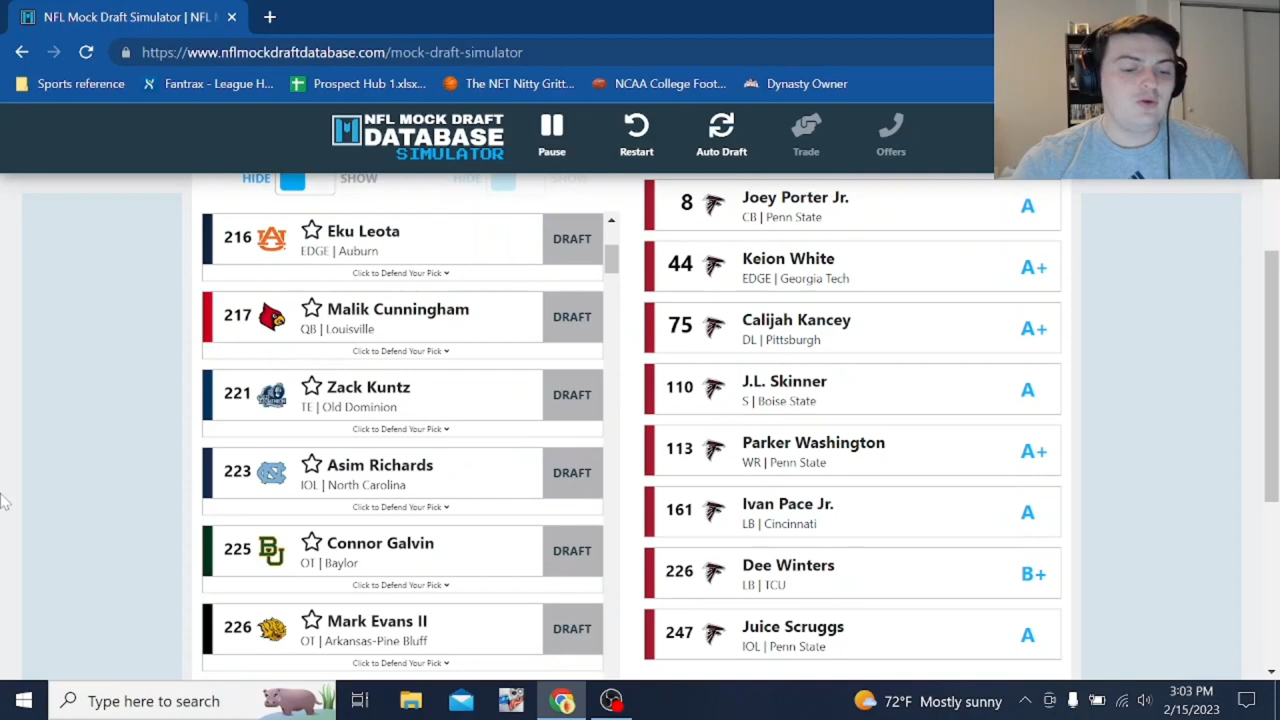 NFL Mock Draft Simulator | NFL
https://www.nflmockdraftdatabase.com/mock-draft-simulator
Sports reference
Fantrax - League H...
Prospect Hub 1.xlsx...
The NET Nitty Gritt...
NCAA College Foot...
Dynasty Owner
NFL MOCK DRAFT
DATABASE
SIMULATOR
Pause
Restart
Auto Draft
Trade
Offers
HIDE SHOW
HIDE SHOW
216 Eku Leota DRAFT
EDGE | Auburn
Click to Defend Your Pick
217 Malik Cunningham DRAFT
QB | Louisville
Click to Defend Your Pick
221 Zack Kuntz DRAFT
TE | Old Dominion
Click to Defend Your Pick
223 Asim Richards DRAFT
IOL | North Carolina
Click to Defend Your Pick
225 Connor Galvin DRAFT
OT | Baylor
Click to Defend Your Pick
226 Mark Evans II DRAFT
OT | Arkansas-Pine Bluff
Click to Defend Your Pick
8 Joey Porter Jr. A
CB | Penn State
44 Keion White A+
EDGE | Georgia Tech
75 Calijah Kancey A+
DL | Pittsburgh
110 J.L. Skinner A
S | Boise State
113 Parker Washington A+
WR | Penn State
161 Ivan Pace Jr. A
LB | Cincinnati
226 Dee Winters B+
LB | TCU
247 Juice Scruggs A
IOL | Penn State
Type here to search
72°F Mostly sunny
3:03 PM
2/15/2023